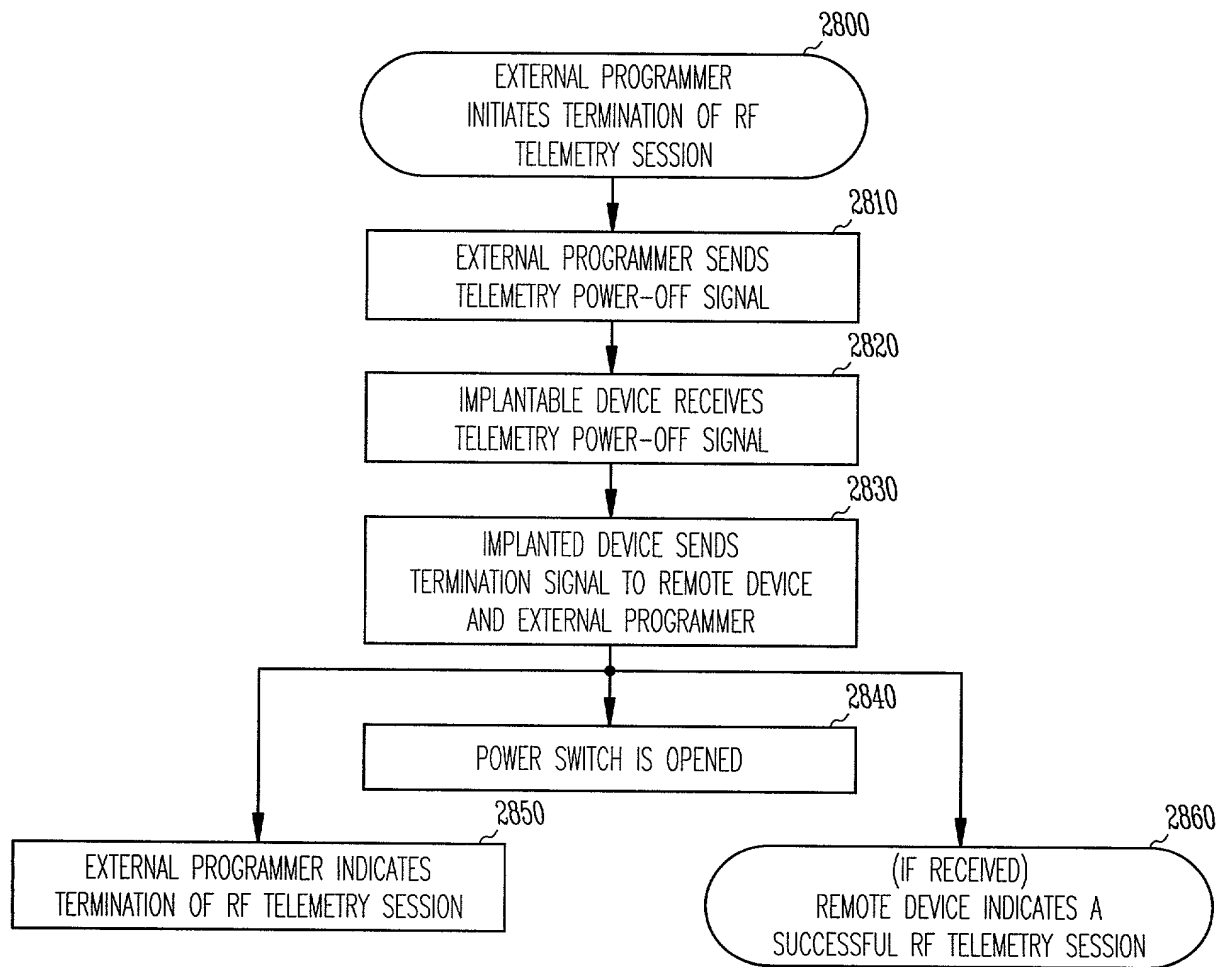 2800
EXTERNAL PROGRAMMER
INITIATES TERMINATION OF RF
TELEMETRY SESSION
2810
EXTERNAL PROGRAMMER SENDS
TELEMETRY POWER-OFF SIGNAL
2820
IMPLANTABLE DEVICE RECEIVES
TELEMETRY POWER-OFF SIGNAL
2830
IMPLANTED DEVICE SENDS
TERMINATION SIGNAL TO REMOTE DEVICE
AND EXTERNAL PROGRAMMER
2840
POWER SWITCH IS OPENED
2850
EXTERNAL PROGRAMMER INDICATES
TERMINATION OF RF TELEMETRY SESSION
2860
(IF RECEIVED)
REMOTE DEVICE INDICATES A
SUCCESSFUL RF TELEMETRY SESSION